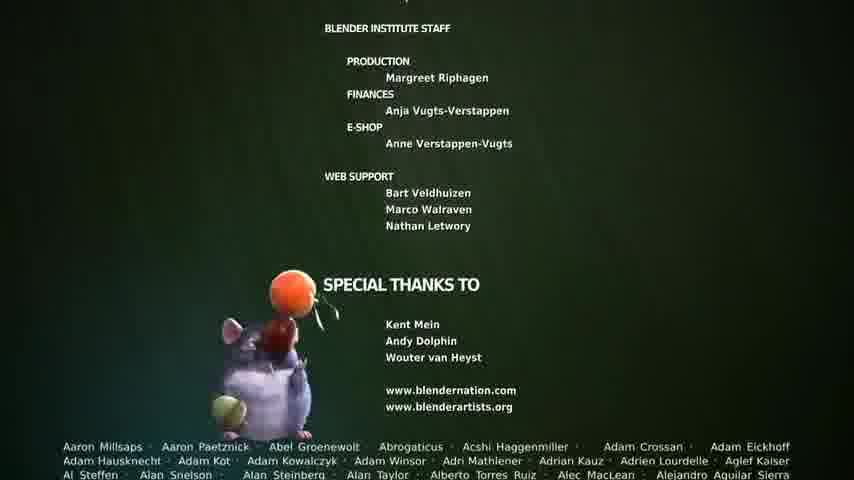 BLENDER INSTITUTE STAFF
PRODUCTION
Margreet Riphagen
FINANCES
Anja Vugts-Verstappen
E-SHOP
Anne Verstappen-Vugts
WEB SUPPORT
Bart Veldhuizen
Marco Walraven
Nathan Letwory
SPECIAL THANKS TO
Kent Mein
Andy Dolphin
Wouter van Heyst
www.blendernation.com
www.blenderartists.org
Aaron Millsaps · Aaron Paetznick · Abel Groenewolt · Abrogaticus · Acshi Haggenmiller · Adam Crossan · Adam Eickhoff
Adam Hausknecht · Adam Kot · Adam Kowalczyk · Adam Winsor · Adri Mathlener · Adrian Kauz · Adrien Lourdelle · Aglef Kaiser
Al Steffen · Alan Snelson · Alan Steinberg · Alan Taylor · Alberto Torres Ruiz · Alec MacLean · Alejandro Aguilar Sierra